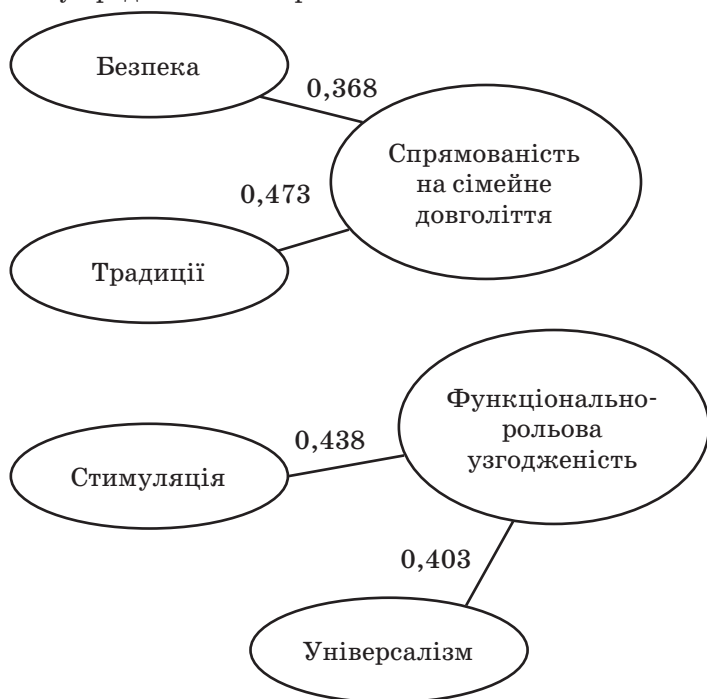 Безпека
0,368
Спрямованість
на сімейне
довголіття
0,473
Традиції
Функціонально-
рольова
узгодженість
0,438
Стимуляція
0,403
Універсалізм